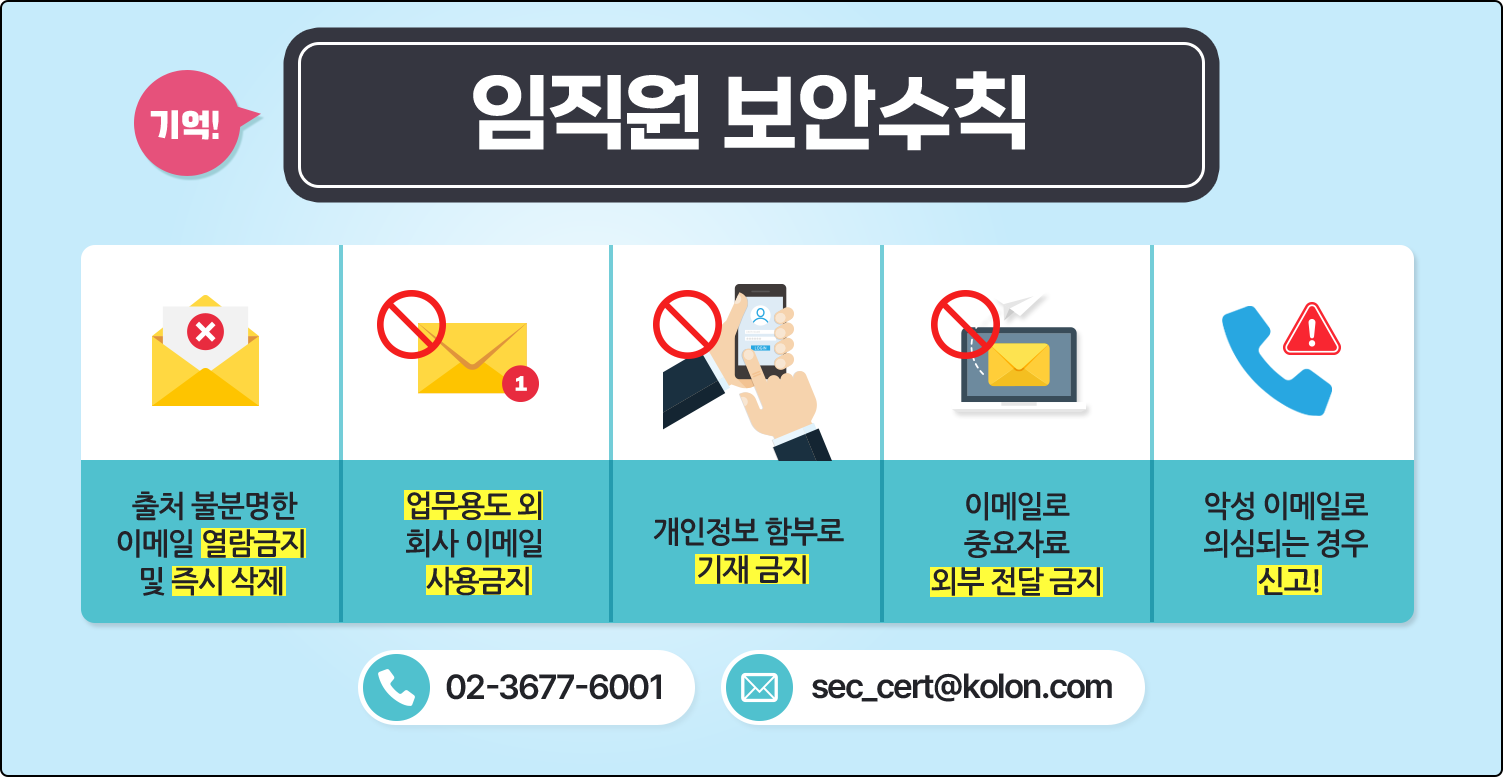 기억!
임직원 보안수칙
1
출처 불분명한
이메일 열람금지
및 즉시 삭제
업무용도 외
회사 이메일
사용금지
개인정보 함부로
기재 금지
이메일로
중요자료
외부 전달 금지
악성 이메일로
의심되는 경우
신고!
02-3677-6001
sec_cert@kolon.com